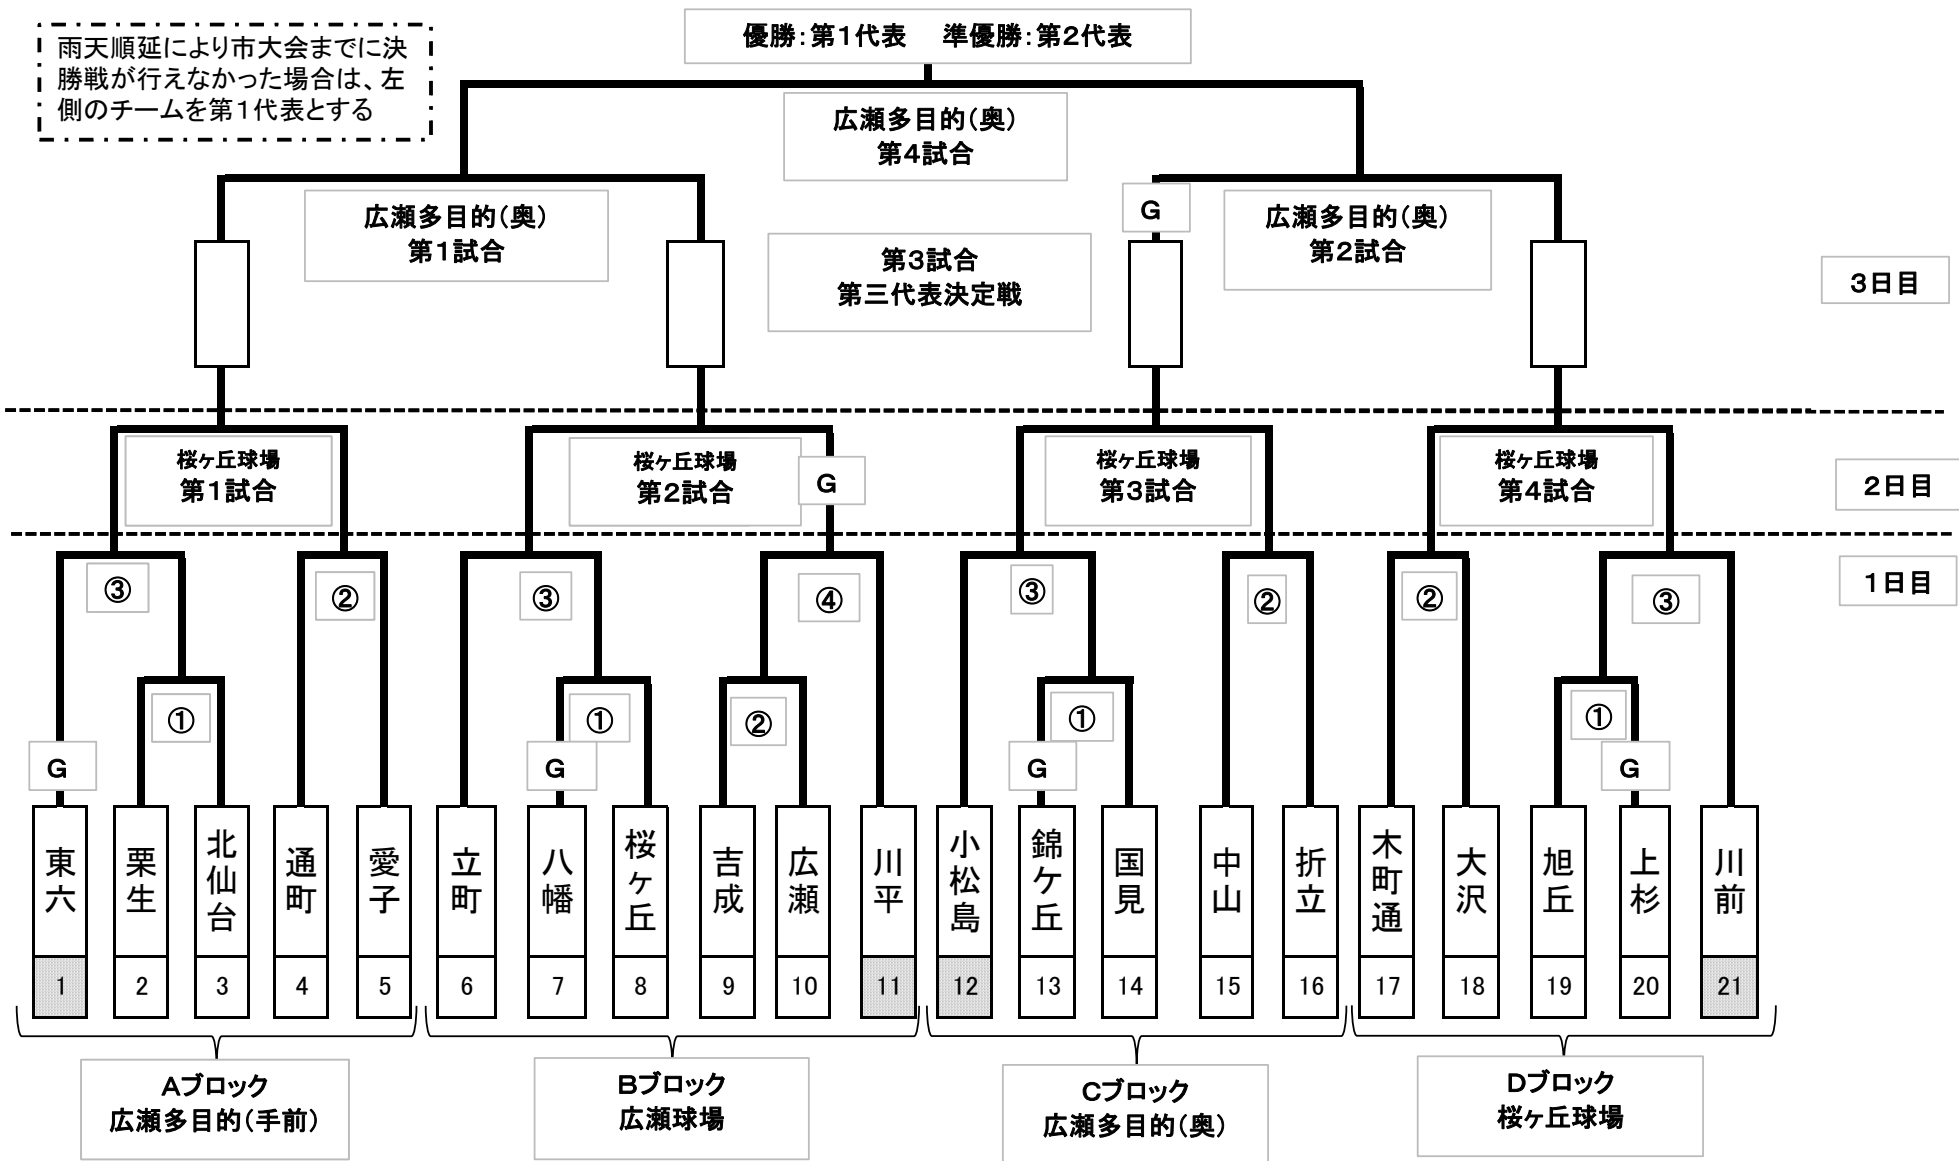 雨天順延により市大会までに決
勝戦が行えなかった場合は、左
側のチームを第1代表とする
優勝:第1代表 準優勝:第2代表
広瀬多目的(奥)
第4試合
広瀬多目的(奥)
第1試合
G
広瀬多目的(奥)
第2試合
第3試合
第三代表決定戦
3日目
桜ヶ丘球場
第1試合
桜ヶ丘球場
第2試合
G
桜ヶ丘球場
第3試合
桜ヶ丘球場
第4試合
2日目
1日目
③
②
③
④
③
②
②
③
①
①
②
①
①
G
G
G
G
東六
栗生
北仙台
通町
愛子
立町
八幡
桜ヶ丘
吉成
広瀬
川平
小松島
錦ケ丘
国見
中山
折立
木町通
大沢
旭丘
上杉
川前
1
2
3
4
5
6
7
8
9
10
11
12
13
14
15
16
17
18
19
20
21
Aブロック
広瀬多目的(手前)
Bブロック
広瀬球場
Cブロック
広瀬多目的(奥)
Dブロック
桜ヶ丘球場